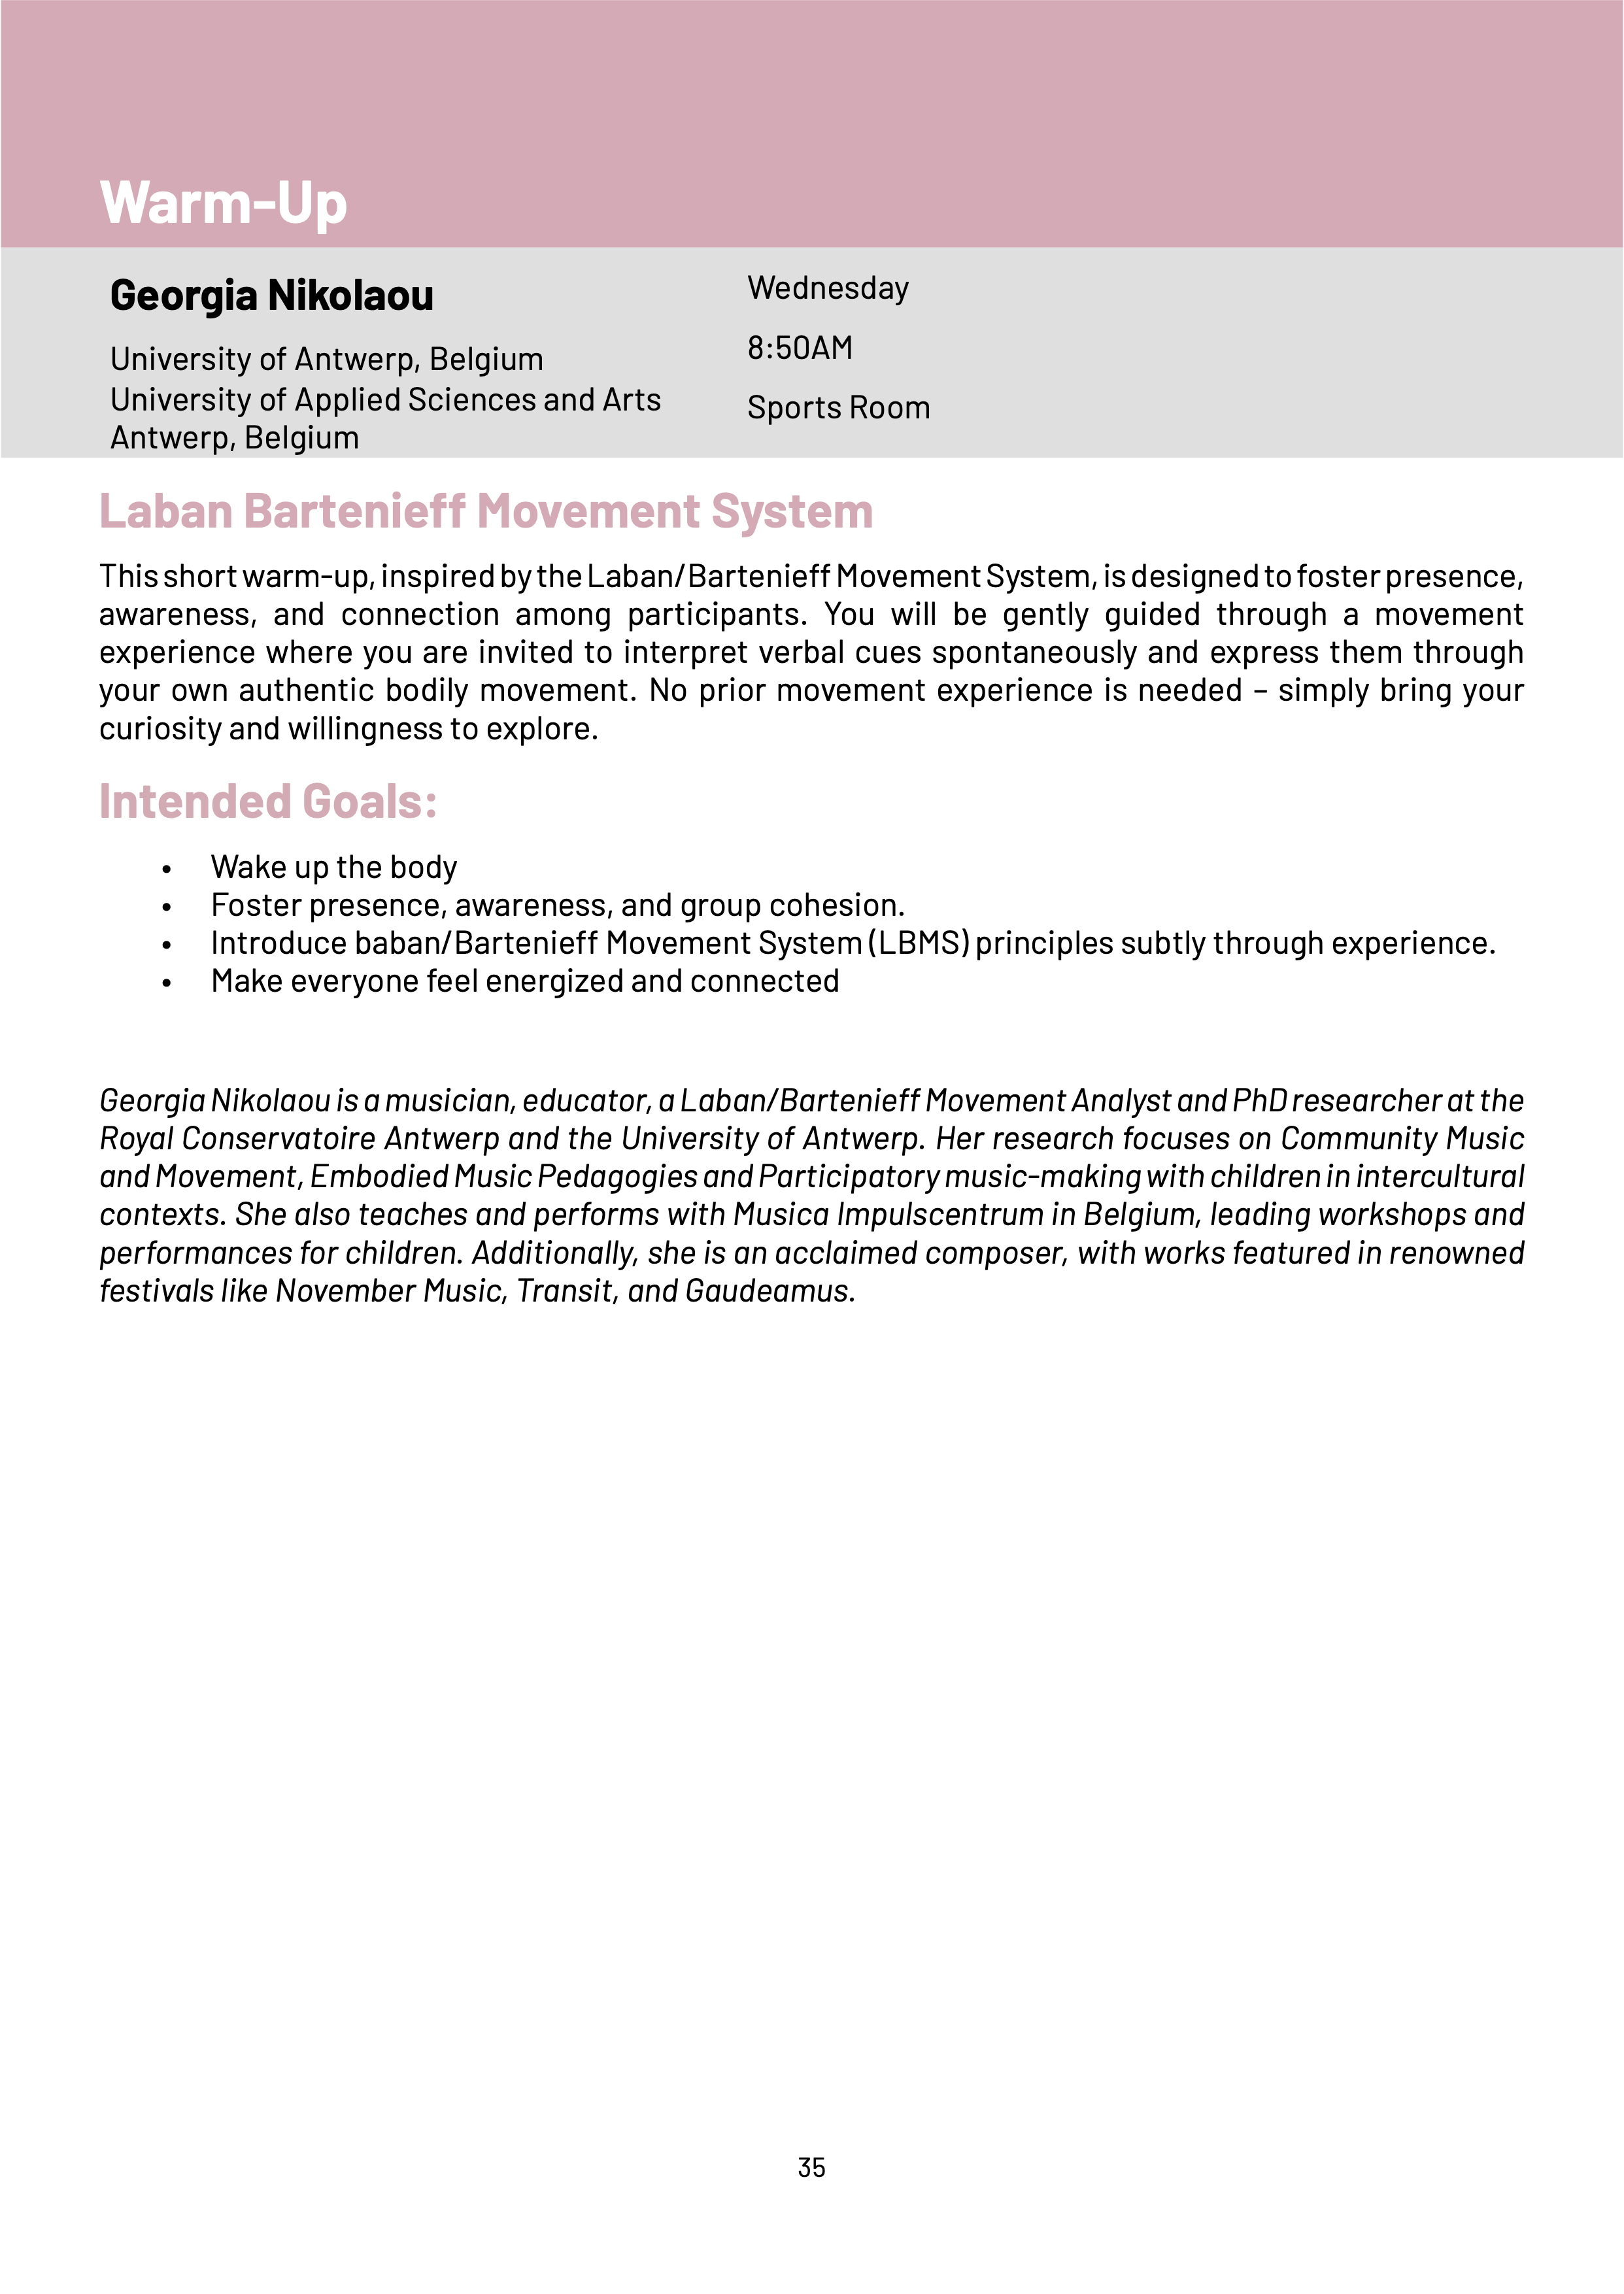 Warm-Up
Georgia Nikolaou
University of Antwerp, Belgium
University of Applied Sciences and Arts
Antwerp, Belgium
Wednesday
8:50AM
Sports Room
Laban Bartenieff Movement System
This short warm-up, inspired by the Laban/Bartenieff Movement System, is designed to foster presence,
awareness, and connection among participants. You will be gently guided through a movement
experience where you are invited to interpret verbal cues spontaneously and express them through
your own authentic bodily movement. No prior movement experience is needed – simply bring your
curiosity and willingness to explore.
Intended Goals:
• Wake up the body
• Foster presence, awareness, and group cohesion.
• Introduce baban/Bartenieff Movement System (LBMS) principles subtly through experience.
• Make everyone feel energized and connected
Georgia Nikolaou is a musician, educator, a Laban/Bartenieff Movement Analyst and PhD researcher at the
Royal Conservatoire Antwerp and the University of Antwerp. Her research focuses on Community Music
and Movement, Embodied Music Pedagogies and Participatory music-making with children in intercultural
contexts. She also teaches and performs with Musica Impulscentrum in Belgium, leading workshops and
performances for children. Additionally, she is an acclaimed composer, with works featured in renowned
festivals like November Music, Transit, and Gaudeamus.
35